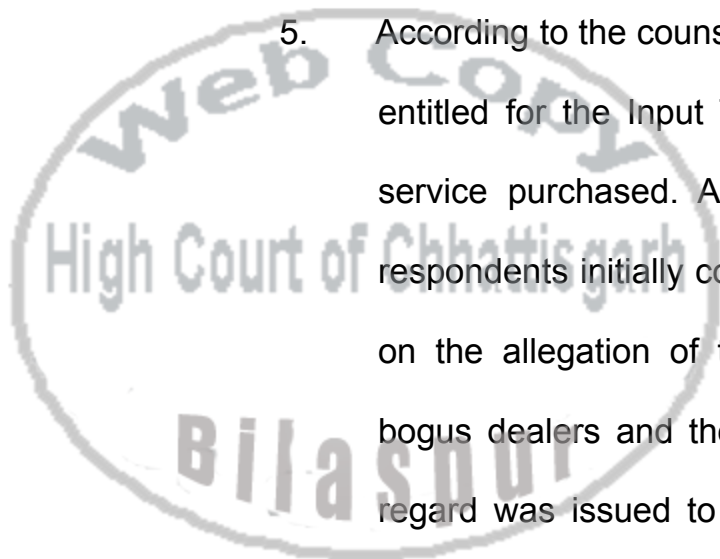 5. According to the couns
entitled for the Input
service purchased. A
respondents initially co
on the allegation of t
bogus dealers and the
regard was issued to
Web Copy
High Court of Chhattisgarh
Bilaspur